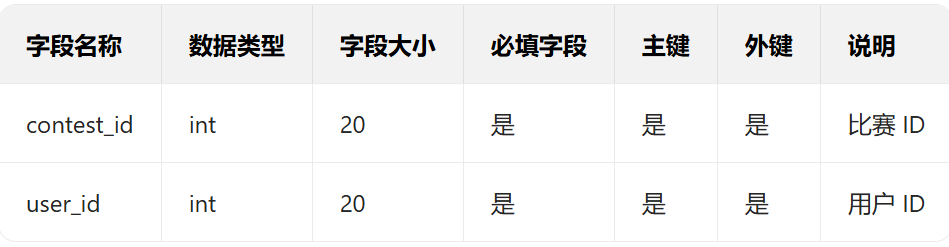 字段名称 数据类型 字段大小 必填字段 主键 外键 说明
contest_id int 20 是 是 是 比赛 ID
user_id int 20 是 是 是 用户 ID